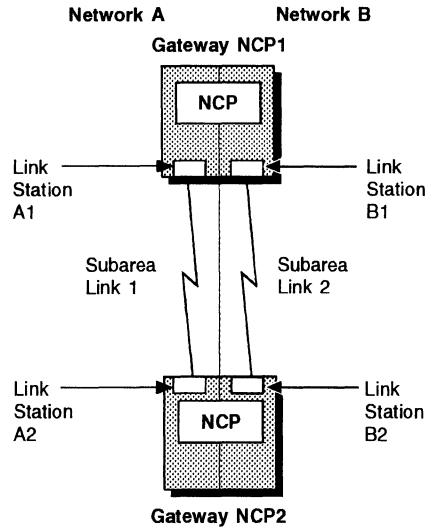 Network A
Network B
Gateway NCP1
NCP
Link
Station
A1
Link
Station
B1
Subarea
Link 1
Subarea
Link 2
Link
Station
A2
Link
Station
B2
NCP
Gateway NCP2